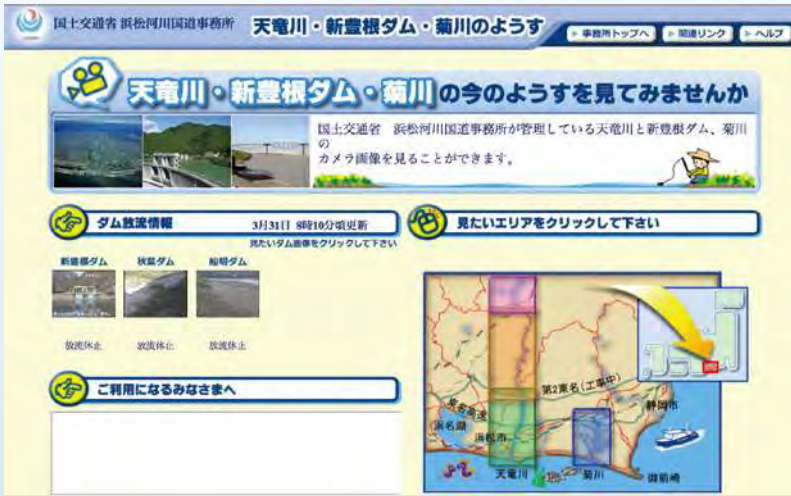 国土交通省 浜松河川国道事務所
天竜川・新豊根ダム・菊川のようす
事務所トップへ
関連リンク
ヘルプ
天竜川・新豊根ダム・菊川の今のようすを見てみませんか
国土交通省 浜松河川国道事務所が管理している天竜川と新豊根ダム、菊川
の
カメラ画像を見ることができます。
ダム放流情報
3月31日 8時10分頃更新
見たいダム画像をクリックして下さい
新豊根ダム
秋葉ダム
船明ダム
放流休止
放流休止
放流休止
ご利用になるみなさまへ
見たいエリアをクリックして下さい
第2東名(工事中)
東名高速
静岡市
浜名湖
浜松市
天竜川
菊川
御前崎